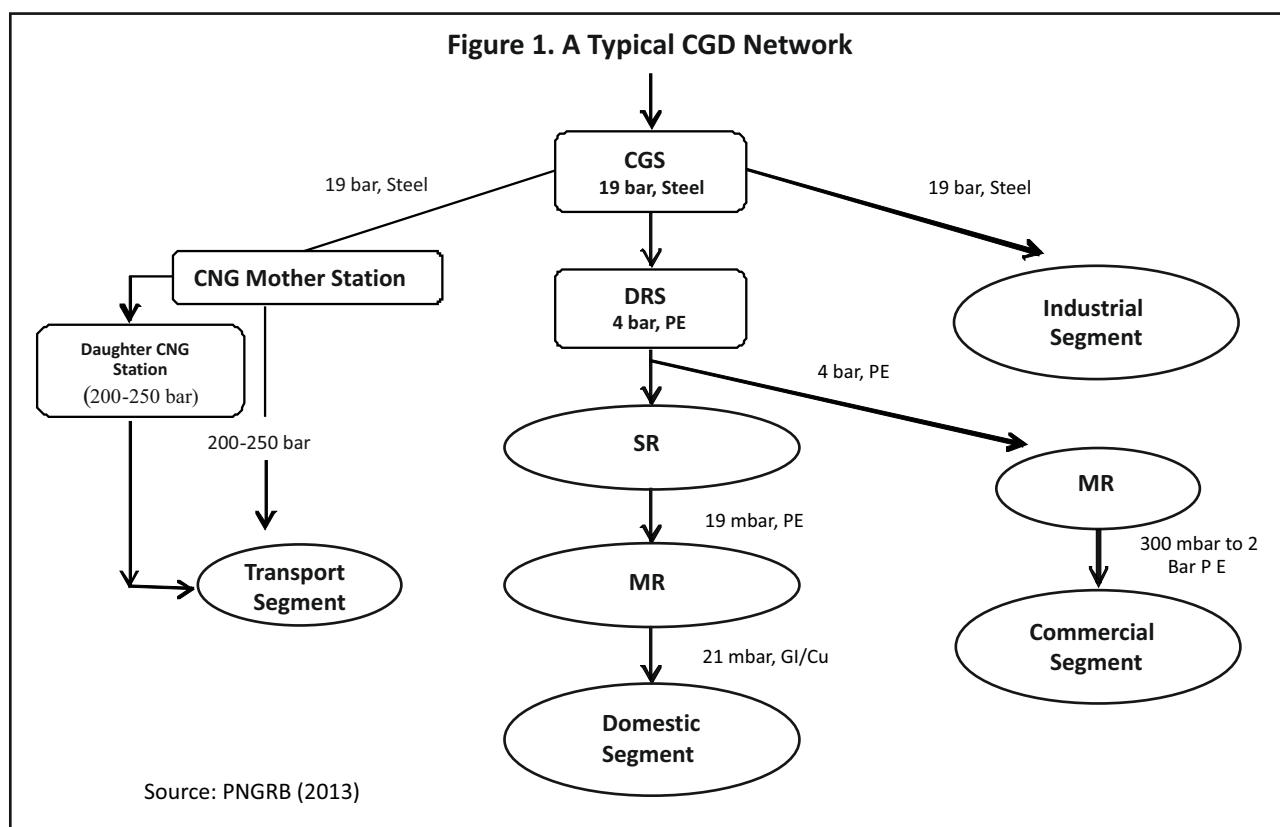 Figure 1. A Typical CGD Network
CGS
19 bar, Steel
19 bar, Steel
19 bar, Steel
CNG Mother Station
DRS
4 bar, PE
Industrial
Segment
Daughter CNG
Station
(200-250 bar)
4 bar, PE
200-250 bar
SR
MR
19 mbar, PE
300 mbar to 2
Bar P E
Transport
Segment
MR
Commercial
Segment
21 mbar, GI/Cu
Domestic
Segment
Source: PNGRB (2013)